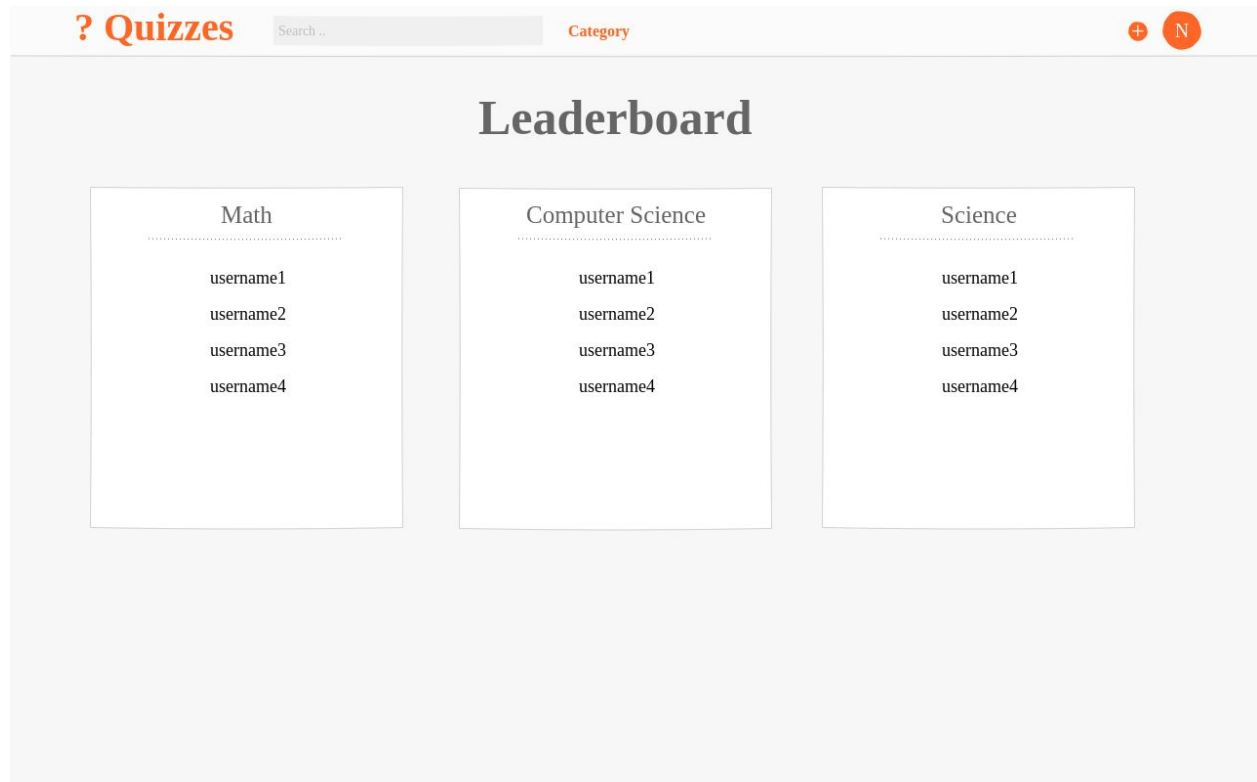 ? Quizzes
Search ..
Category
+
N
Leaderboard
Math
username1
username2
username3
username4
Computer Science
username1
username2
username3
username4
Science
username1
username2
username3
username4